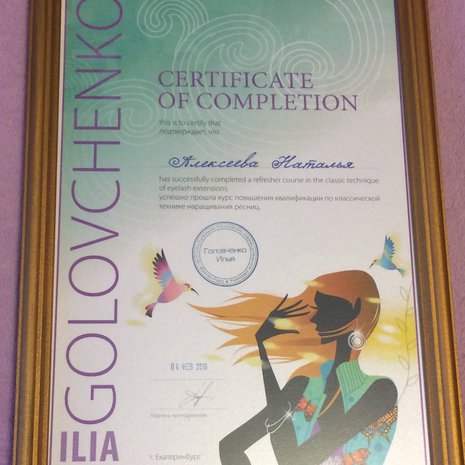 ILIA GOLOVCHENKO
CERTIFICATE
OF COMPLETION
this is to certify that
подтверждает, что
Алексеева Наталья
has successfully completed a refresher course in the classic technique
of eyelash extensions.
успешно прошла курс повышения квалификации по классической
технике наращивания ресниц.
Головченко
Илья
04 ФЕВ 2015
Подпись преподавателя
г. Екатеринбург